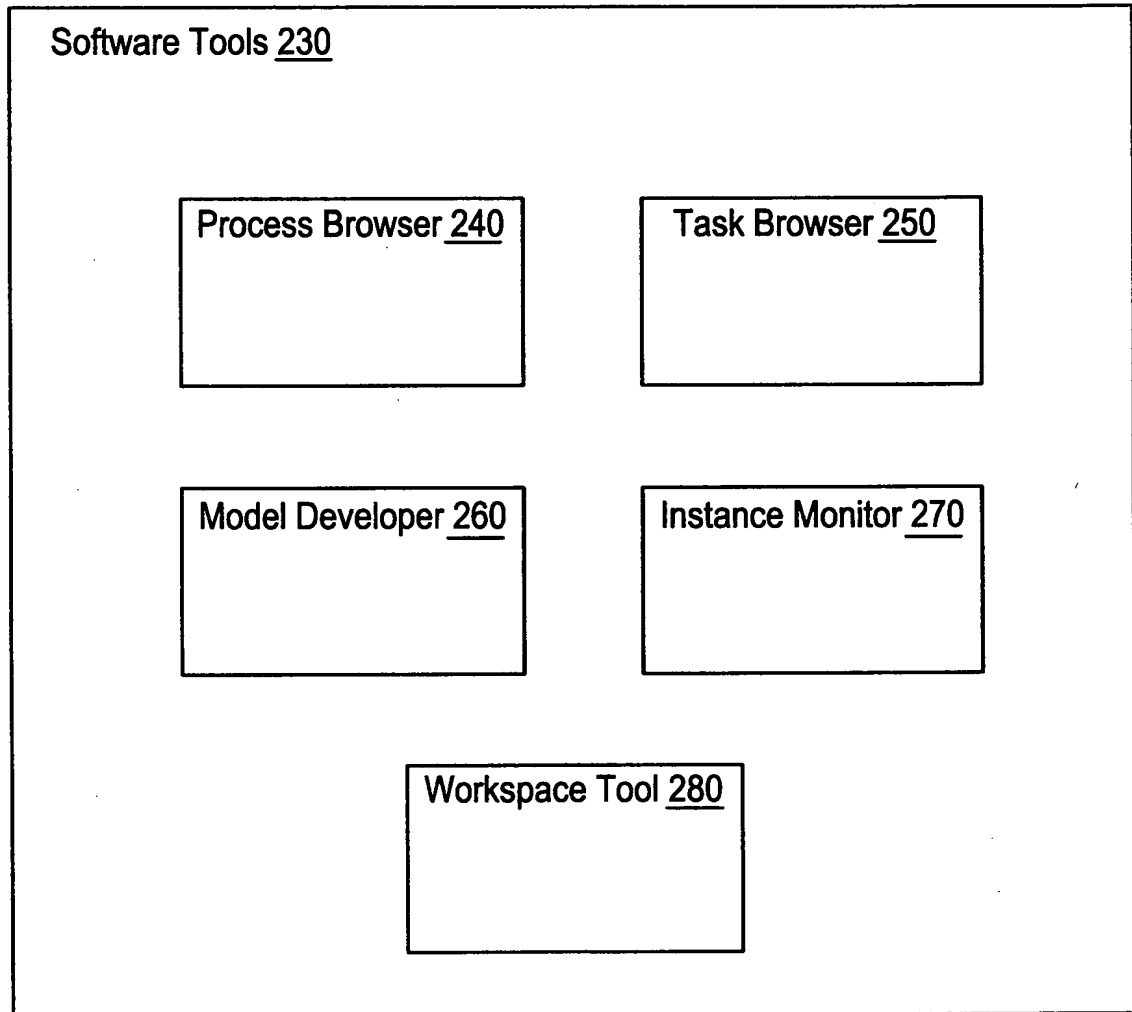 Software Tools 230
Process Browser 240
Task Browser 250
Model Developer 260
Instance Monitor 270
Workspace Tool 280